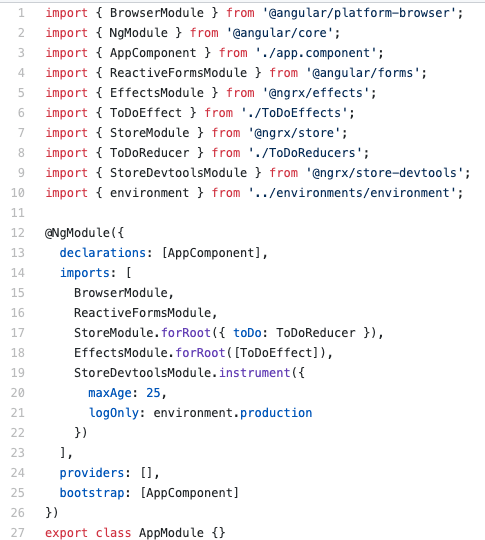 1 import { BrowserModule } from '@angular/platform-browser';
2 import { NgModule } from '@angular/core';
3 import { AppComponent } from './app.component';
4 import { ReactiveFormsModule } from '@angular/forms';
5 import { EffectsModule } from '@ngrx/effects';
6 import { ToDoEffect } from './ToDoEffects';
7 import { StoreModule } from '@ngrx/store';
8 import { ToDoReducer } from './ToDoReducers';
9 import { StoreDevtoolsModule } from '@ngrx/store-devtools';
10 import { environment } from '../environments/environment';
11
12 @NgModule({
13   declarations: [AppComponent],
14   imports: [
15     BrowserModule,
16     ReactiveFormsModule,
17     StoreModule.forRoot({ toDo: ToDoReducer }),
18     EffectsModule.forRoot([ToDoEffect]),
19     StoreDevtoolsModule.instrument({
20       maxAge: 25,
21       logOnly: environment.production
22     })
23   ],
24   providers: [],
25   bootstrap: [AppComponent]
26 })
27 export class AppModule {}